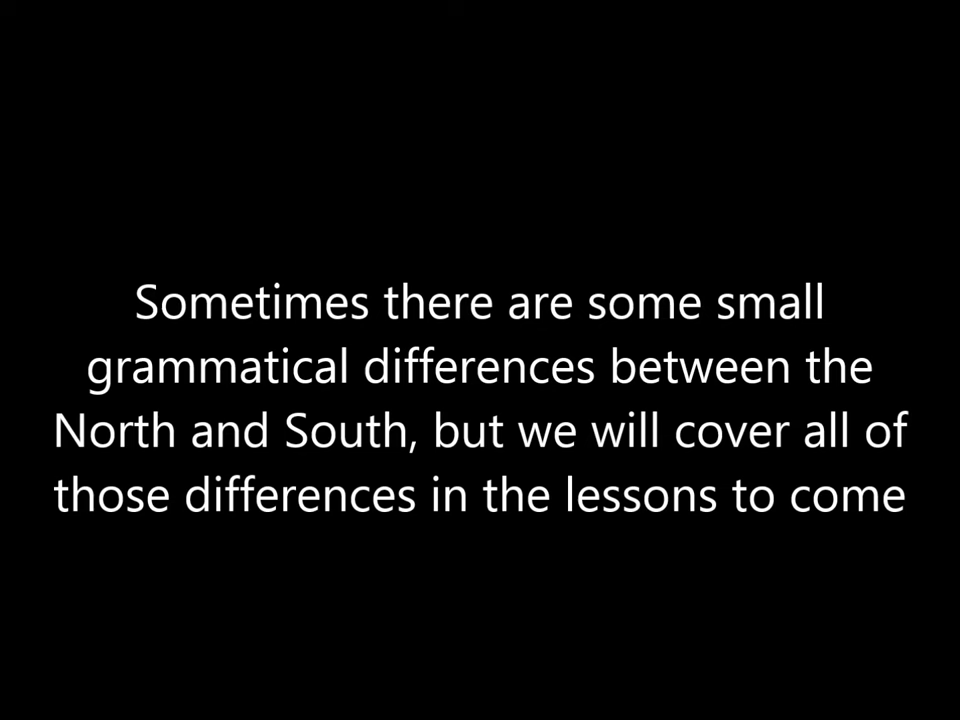 Sometimes there are some small
grammatical differences between the
North and South, but we will cover all of
those differences in the lessons to come